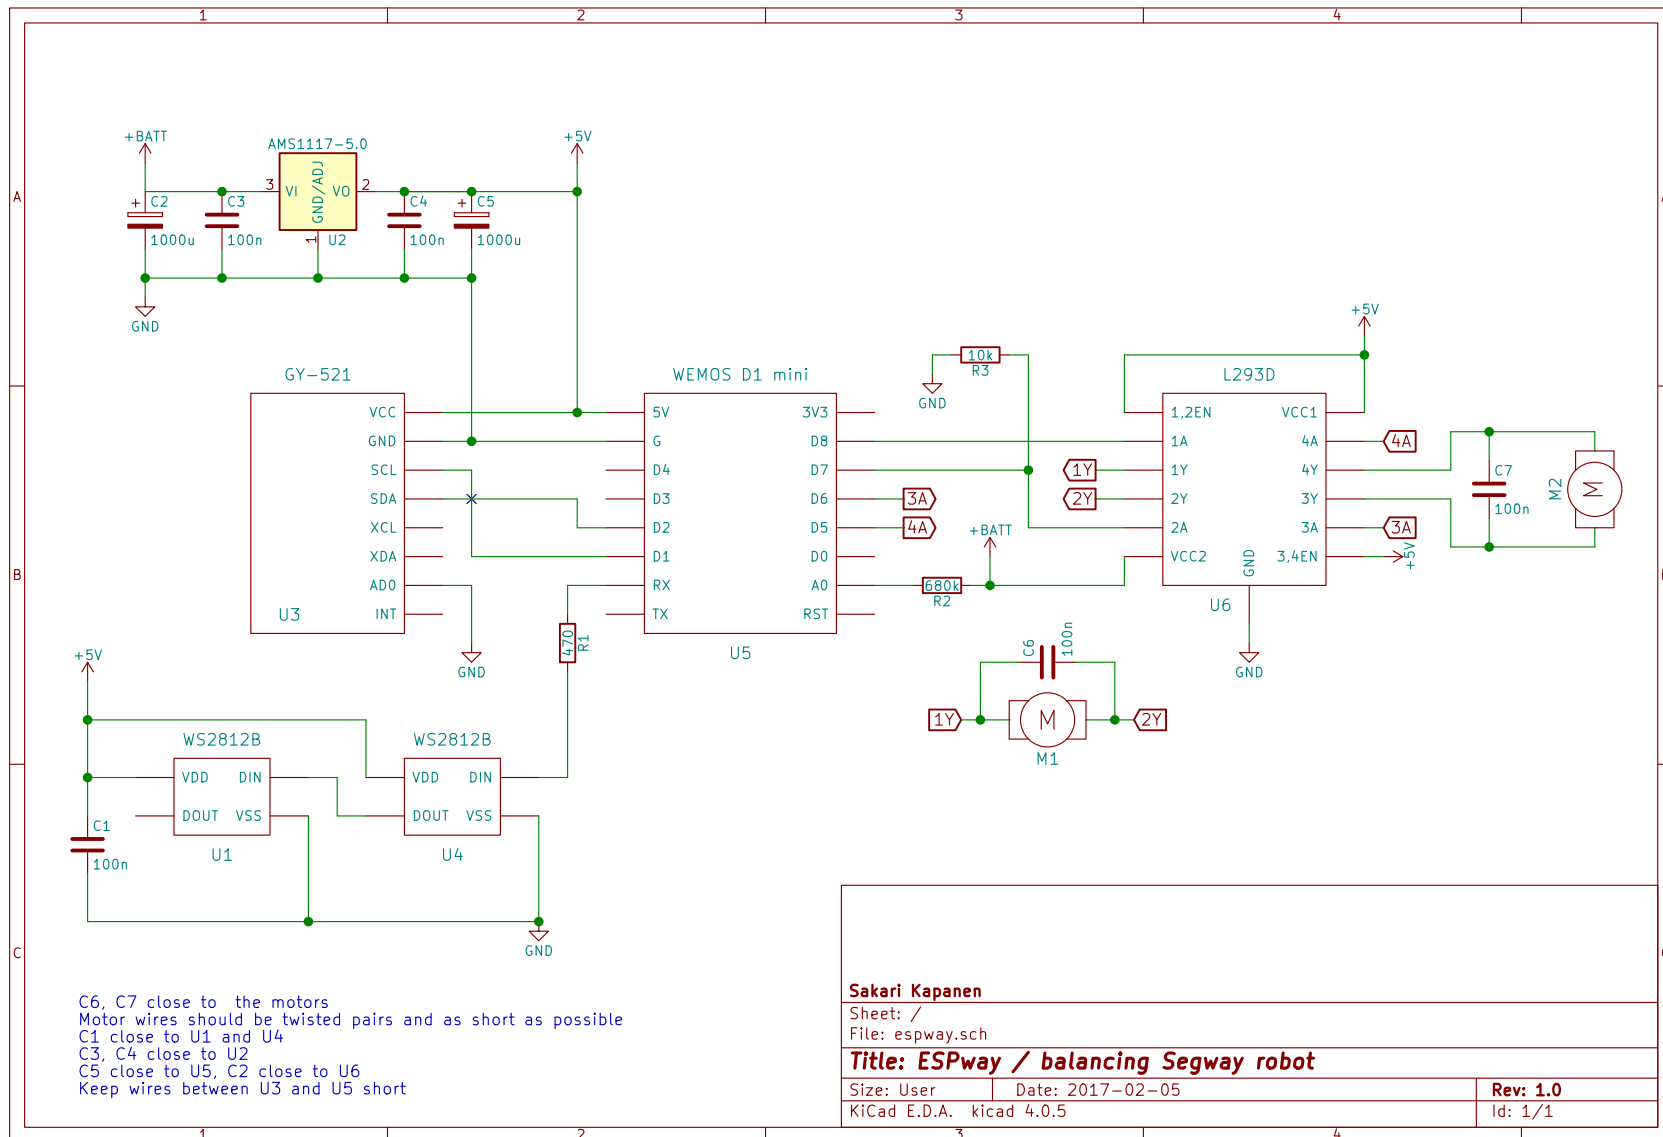 1 2 3 4
A
+BATT
AMS1117-5.0
+5V
3 VI GND/ADJ VO 2
1 U2
+ C2
1000u
C3
100n
C4
100n
+ C5
1000u
GND
GY-521
VCC
GND
SCL
SDA
XCL
XDA
AD0
INT
U3
GND
WEMOS D1 mini
5V 3V3
G D8
D4 D7
D3 D6
D2 D5
D1 D0
RX A0
TX RST
U5
3A
4A
10k
R3
GND
+BATT
680k
R2
470
R1
+5V
L293D
1,2EN VCC1
1A 4A
1Y 4Y
2Y 3Y
2A 3A
VCC2 GND 3,4EN
U6
1Y
2Y
4A
3A
+5V
GND
C7
100n
M2
M
C6
100n
1Y
M
2Y
M1
B
+5V
WS2812B
VDD DIN
DOUT VSS
U1
WS2812B
VDD DIN
DOUT VSS
U4
C1
100n
GND
C
C6, C7 close to the motors
Motor wires should be twisted pairs and as short as possible
C1 close to U1 and U4
C3, C4 close to U2
C5 close to U5, C2 close to U6
Keep wires between U3 and U5 short
Sakari Kapanen
Sheet: /
File: espway.sch
Title: ESPway / balancing Segway robot
Size: User Date: 2017-02-05 Rev: 1.0
KiCad E.D.A. kicad 4.0.5 Id: 1/1
1 2 3 4